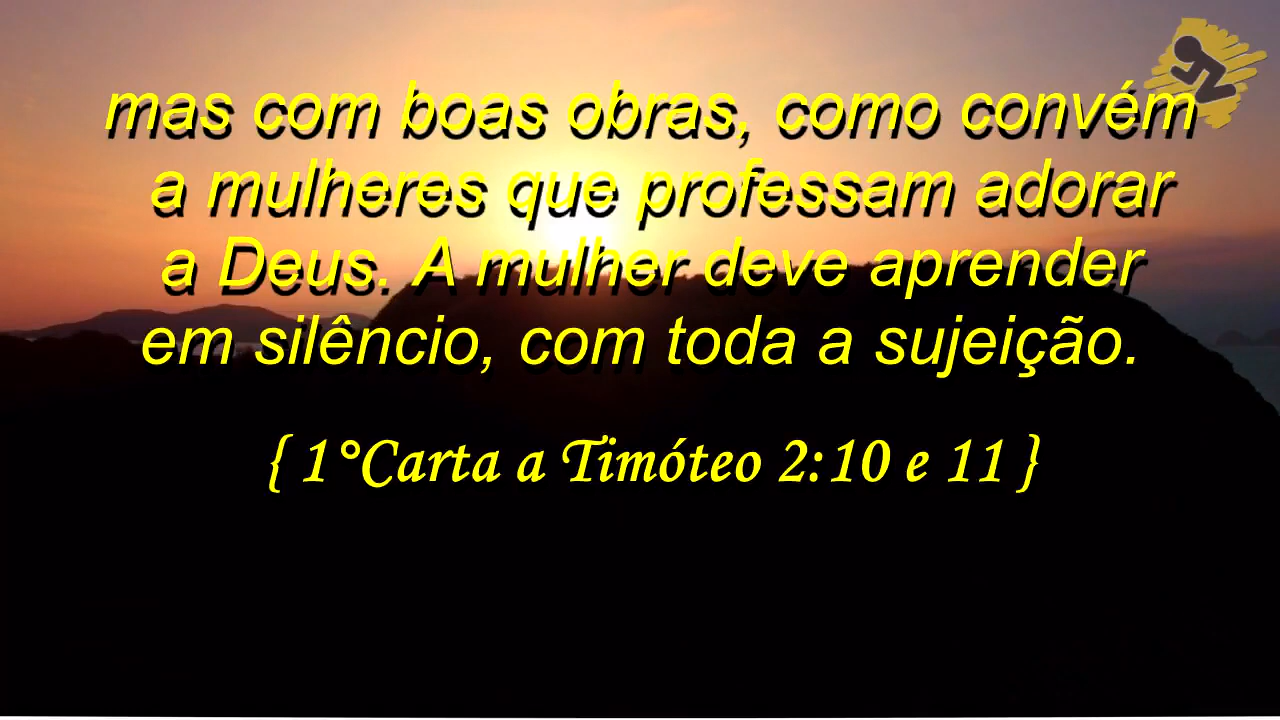 mas com boas obras, como convém
a mulheres que professam adorar
a Deus. A mulher deve aprender
em silêncio, com toda a sujeição.
{ 1°Carta a Timóteo 2:10 e 11 }